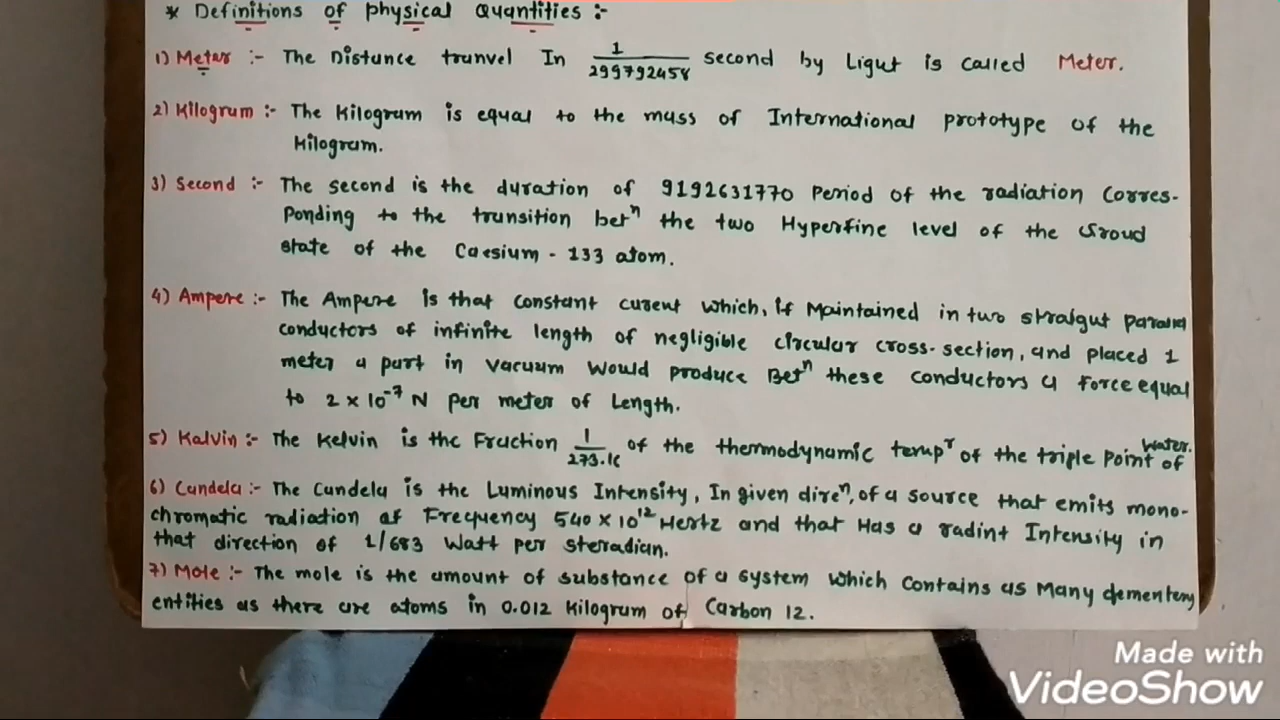 * Definitions of physical Quantities :-
1) Meter :- The Distance trunvel In 1/299792458 second by Ligut is called Meter.
2) Kilogram :- The Kilogram is equal to the mass of International prototype of the
Kilogram.
3) Second :- The second is the duration of 9192631770 Period of the radiation Corres-
Ponding to the transition betⁿ the two Hyperfine level of the Groud
state of the Caesium - 133 atom.
4) Ampere :- The Ampere is that constant curent which, if Maintained in two straigut parallel
conductors of infinite length of negligible circular cross-section, and placed 1
meter a part in vacuum would produce Betⁿ these conductors a Force equal
to 2 × 10⁻⁷ N per meter of Length.
5) Kalvin :- The Kelvin is the Fraction 1/273.16 of the thermodynamic tempʳ of the triple point of water.
6) Candela :- The Candela is the Luminous Intensity, In given direⁿ, of a source that emits mono-
chromatic radiation of Frequency 540 × 10¹² Hertz and that Has a radint Intensity in
that direction of 1/683 Watt per steradian.
7) Mole :- The mole is the amount of substance of a system which contains as Many elementery
entities as there are atoms in 0.012 Kilogram of Carbon 12.
Made with
VideoShow